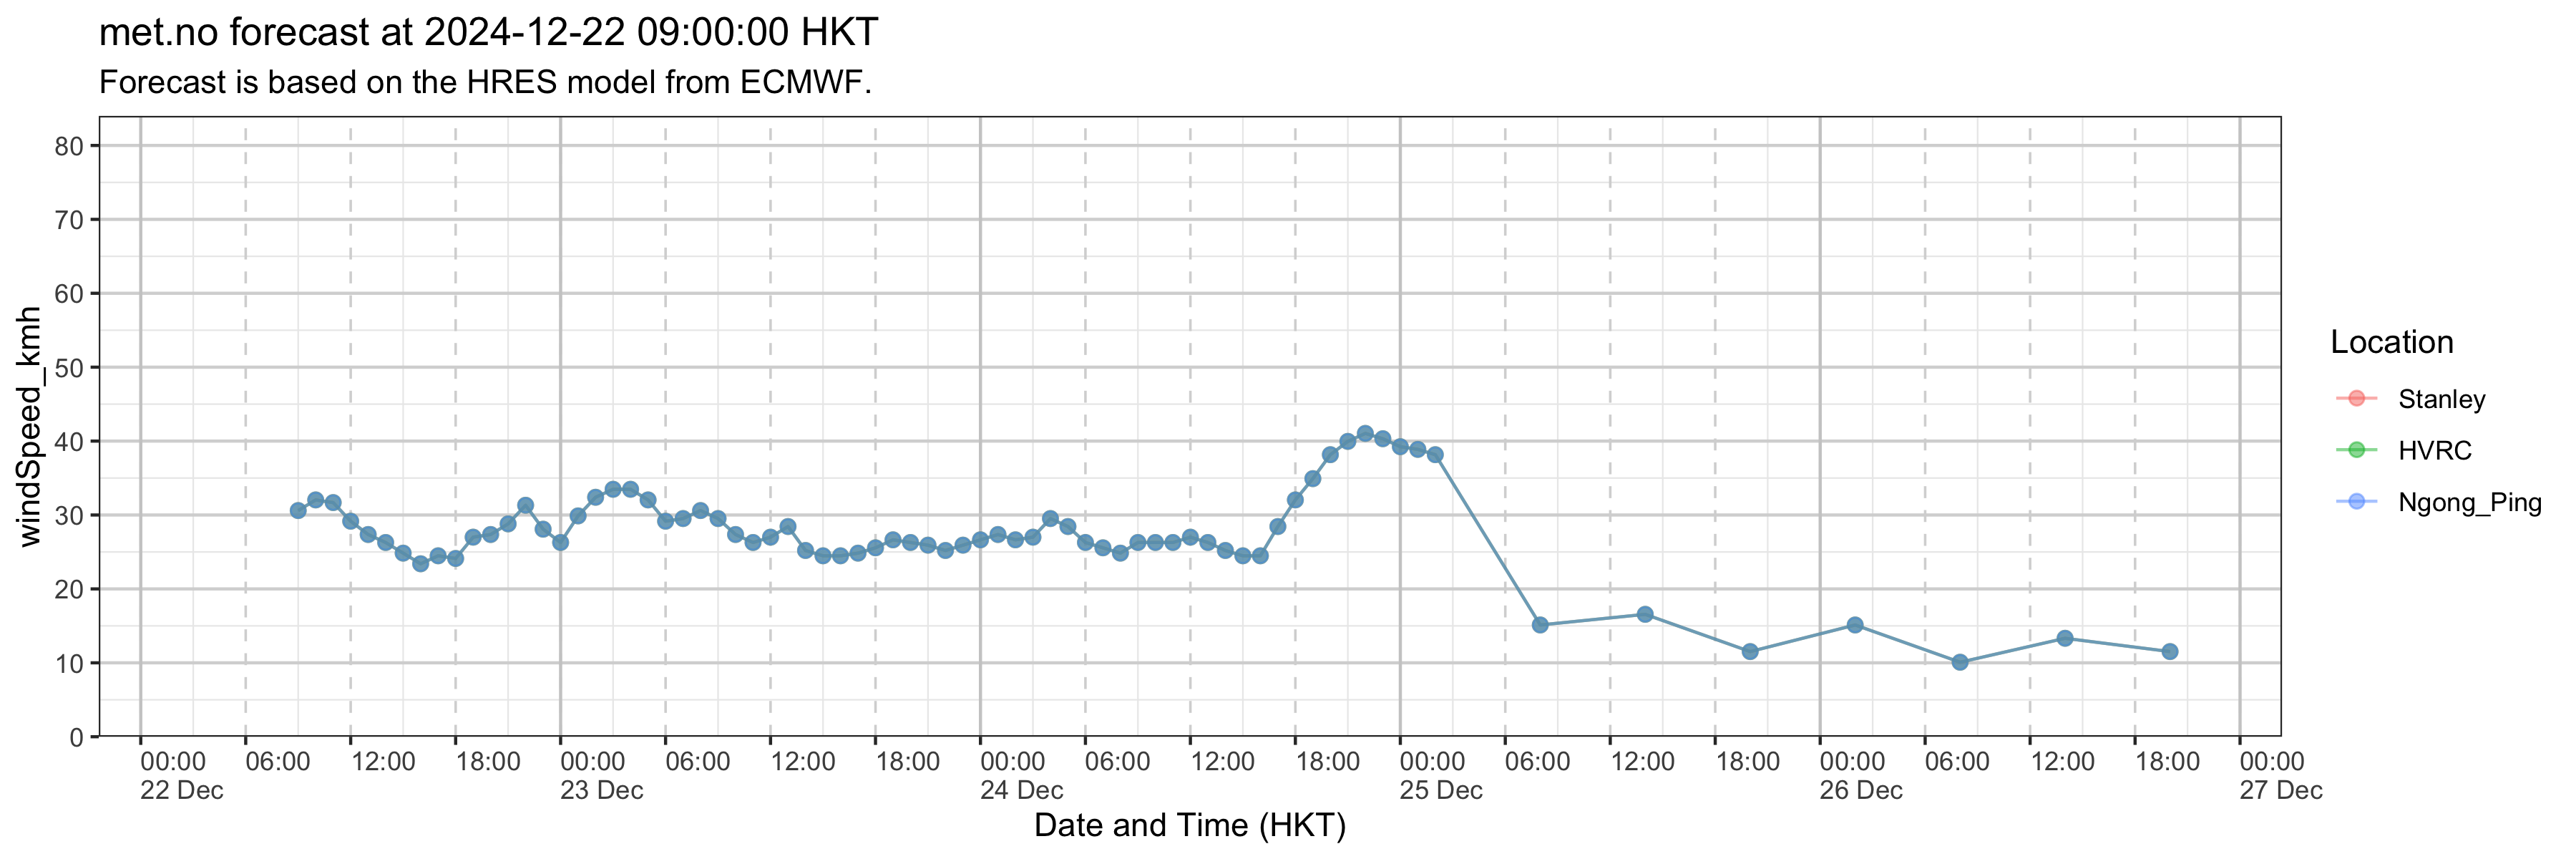 met.no forecast at 2024-12-22 09:00:00 HKT
Forecast is based on the HRES model from ECMWF.
windSpeed_kmh
80
70
60
50
40
30
20
10
0
00:00 06:00 12:00 18:00 00:00 06:00 12:00 18:00 00:00 06:00 12:00 18:00 00:00 06:00 12:00 18:00 00:00 06:00 12:00 18:00 00:00
22 Dec 23 Dec 24 Dec 25 Dec 26 Dec 27 Dec
Date and Time (HKT)
Location
Stanley
HVRC
Ngong_Ping